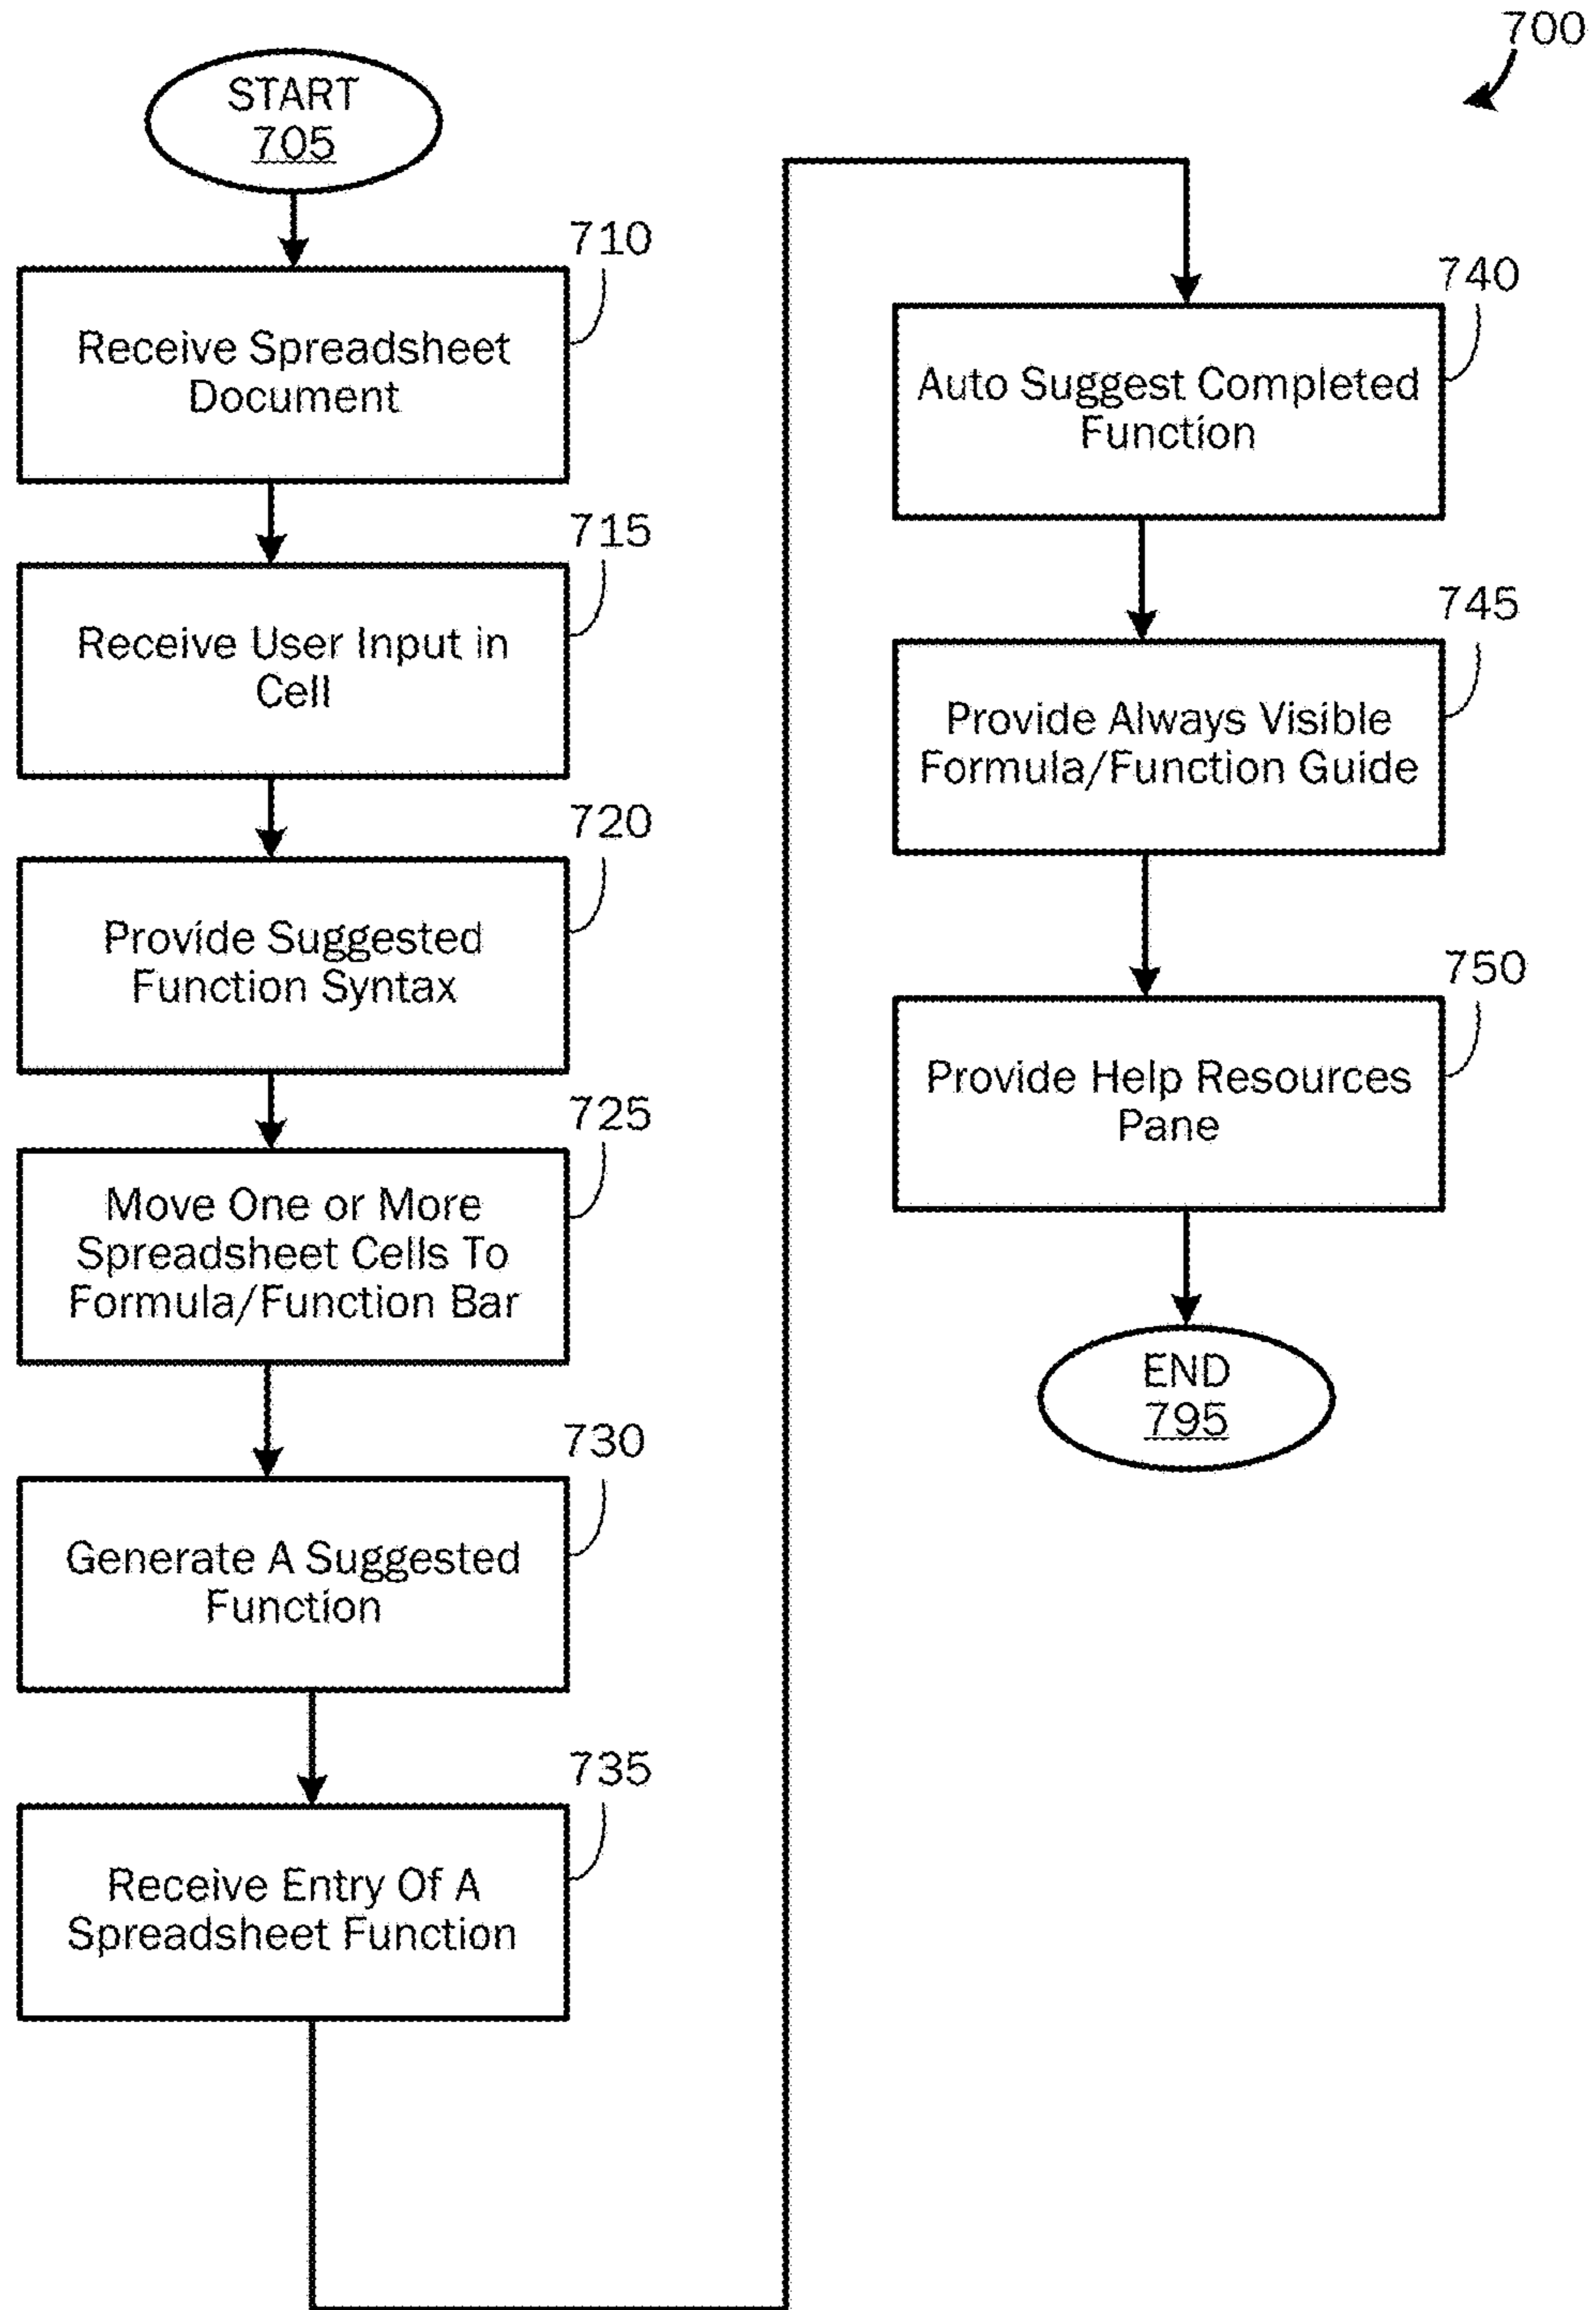 700
START
705
710
Receive Spreadsheet
Document
715
Receive User Input in
Cell
720
Provide Suggested
Function Syntax
725
Move One or More
Spreadsheet Cells To
Formula/Function Bar
730
Generate A Suggested
Function
735
Receive Entry Of A
Spreadsheet Function
740
Auto Suggest Completed
Function
745
Provide Always Visible
Formula/Function Guide
750
Provide Help Resources
Pane
END
795